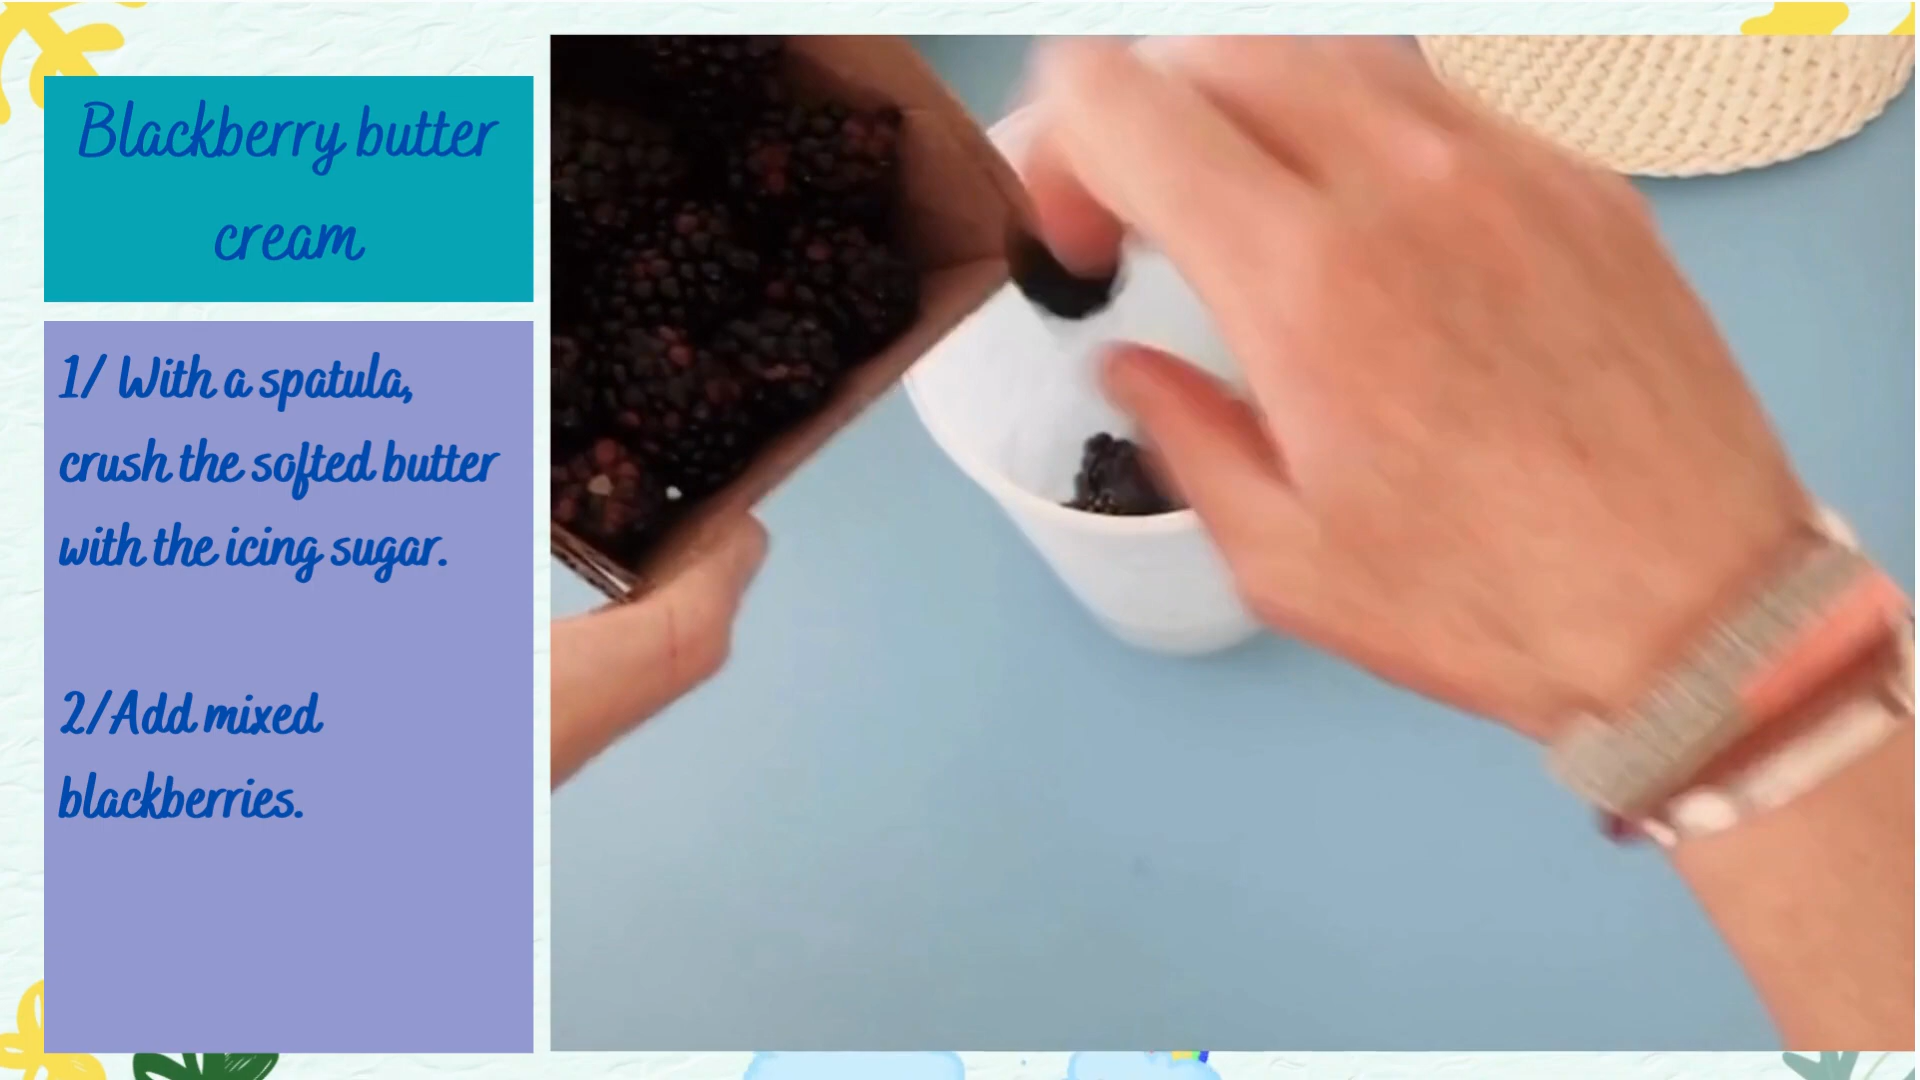 Blackberry butter
cream
1/ With a spatula,
crush the softed butter
with the icing sugar.
2/Add mixed
blackberries.